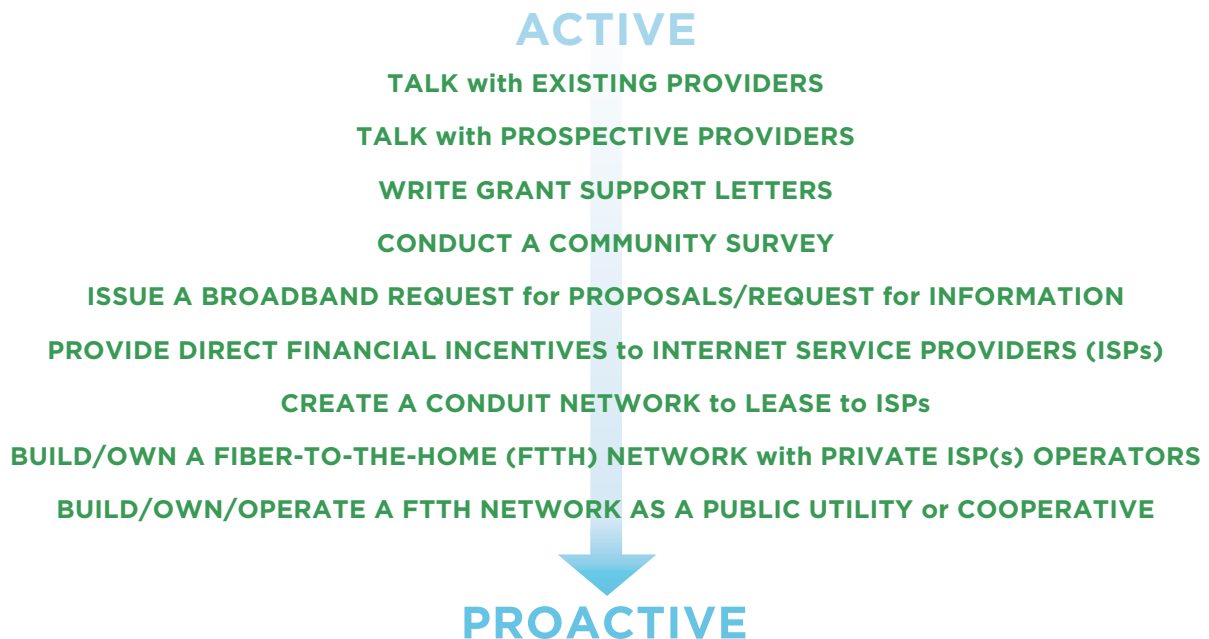 ACTIVE
TALK with EXISTING PROVIDERS
TALK with PROSPECTIVE PROVIDERS
WRITE GRANT SUPPORT LETTERS
CONDUCT A COMMUNITY SURVEY
ISSUE A BROADBAND REQUEST for PROPOSALS/REQUEST for INFORMATION
PROVIDE DIRECT FINANCIAL INCENTIVES to INTERNET SERVICE PROVIDERS (ISPs)
CREATE A CONDUIT NETWORK to LEASE to ISPs
BUILD/OWN A FIBER-TO-THE-HOME (FTTH) NETWORK with PRIVATE ISP(s) OPERATORS
BUILD/OWN/OPERATE A FTTH NETWORK AS A PUBLIC UTILITY or COOPERATIVE
PROACTIVE